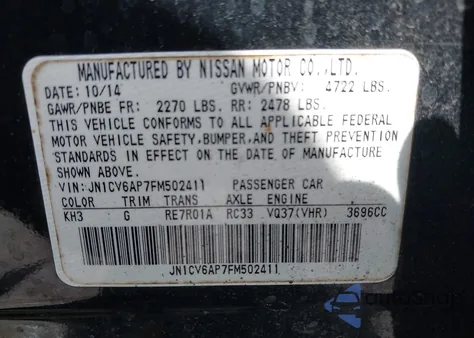 MANUFACTURED BY NISSAN MOTOR CO.,LTD.
DATE: 10/14 GVWR/PNBV: 4722 LBS.
GAWR/PNBE FR: 2270 LBS. RR: 2478 LBS.
THIS VEHICLE CONFORMS TO ALL APPLICABLE FEDERAL
MOTOR VEHICLE SAFETY, BUMPER, AND THEFT PREVENTION
STANDARDS IN EFFECT ON THE DATE OF MANUFACTURE
SHOWN ABOVE.
VIN: JN1CV6AP7FM502411 PASSENGER CAR
COLOR TRIM TRANS AXLE ENGINE
KH3 G RE7R01A RC33 VQ37(VHR) 3696CC
JN1CV6AP7FM502411